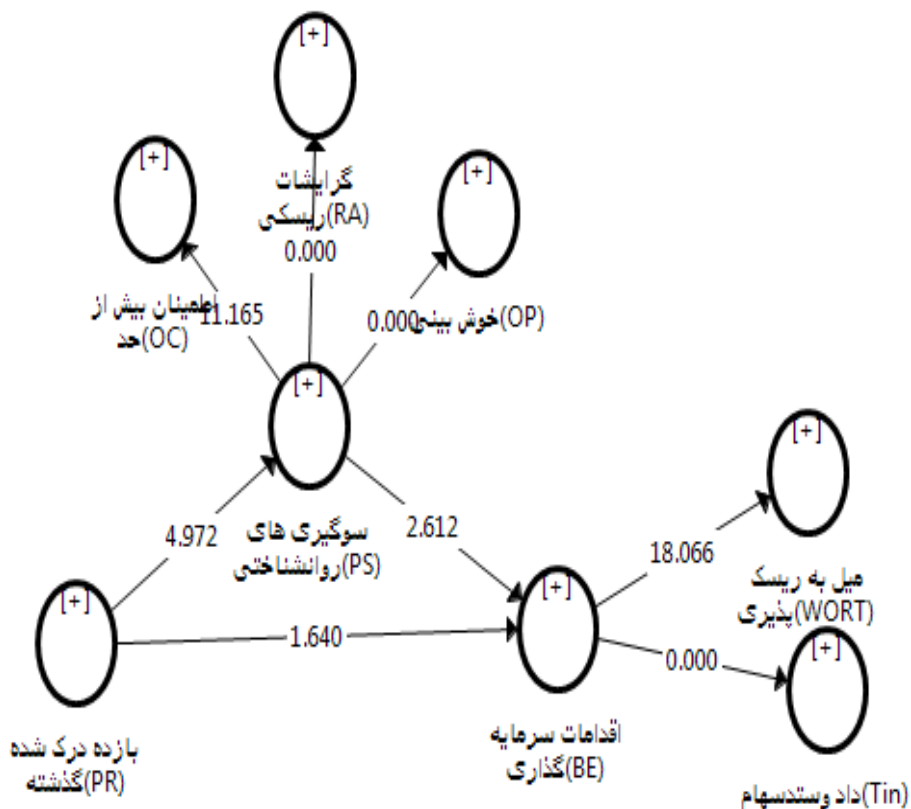 [+]
گرایشات
ریسکی(RA)
0.000
[+]
اطمینان بیش از
حد(OC)
11.165
[+]
خوش بینی(OP)
0.000
[+]
سوگیری های
روانشناختی(PS)
4.972
2.612
[+]
بازده درک شده
گذشته(PR)
1.640
[+]
اقدامات سرمایه
گذاری(BE)
18.066
[+]
میل به ریسک
پذیری(WORT)
0.000
[+]
داد وستدسهام(Tin)